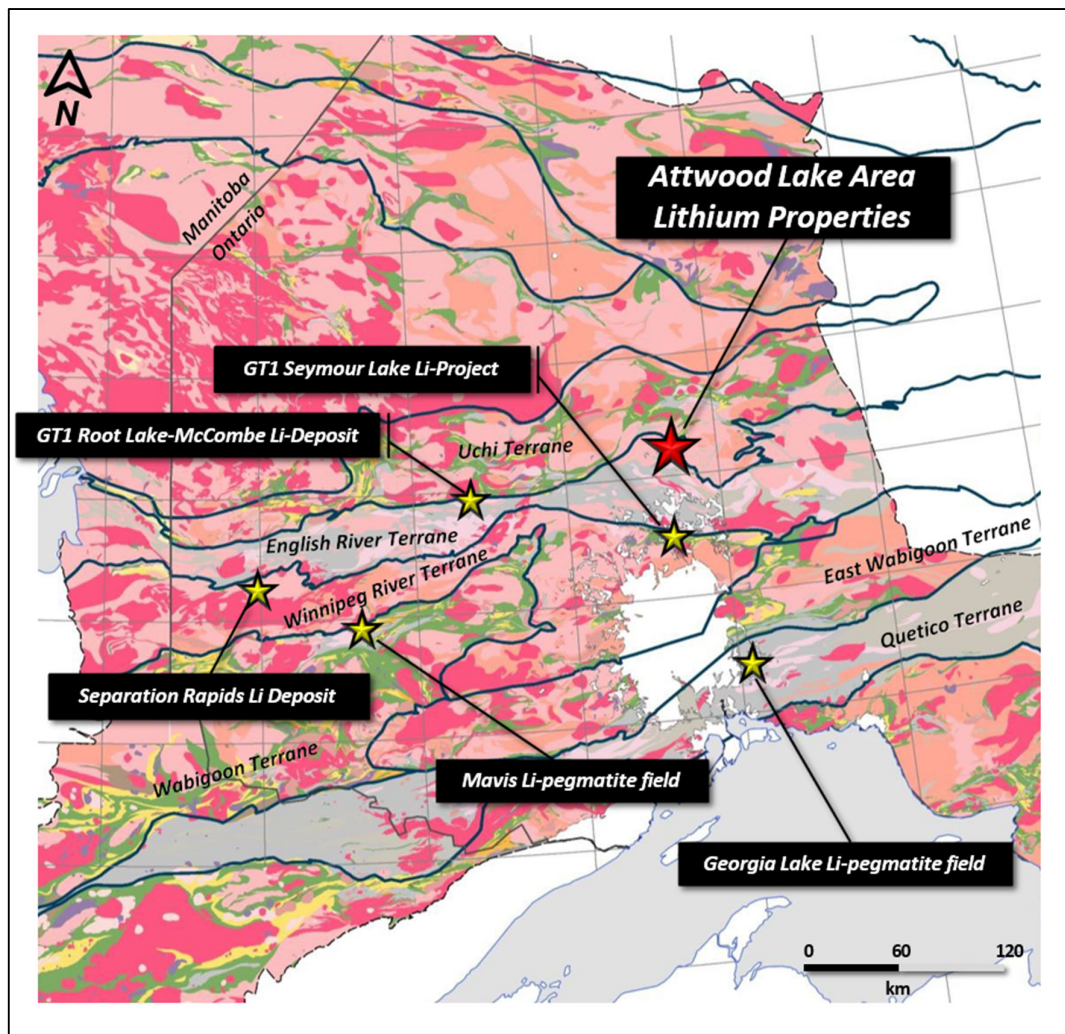 N
Manitoba
Ontario
Attwood Lake Area
Lithium Properties
GT1 Seymour Lake Li-Project
GT1 Root Lake-McCombe Li-Deposit
Uchi Terrane
English River Terrane
Winnipeg River Terrane
East Wabigoon Terrane
Quetico Terrane
Separation Rapids Li Deposit
Wabigoon Terrane
Mavis Li-pegmatite field
Georgia Lake Li-pegmatite field
0 60 120
km